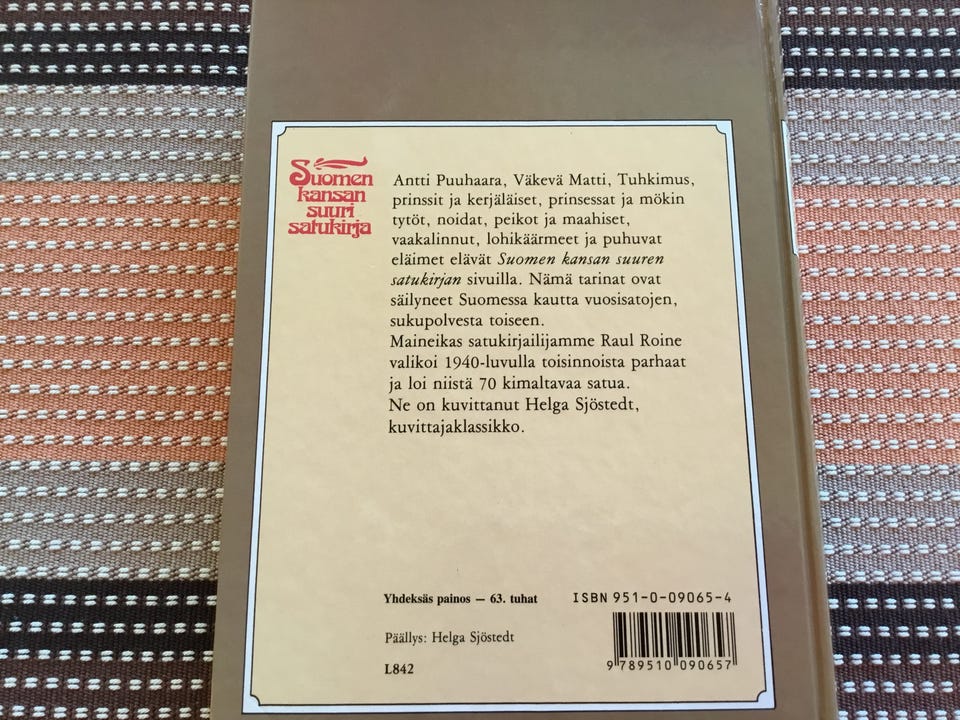 Suomen
kansan
suuri
satukirja
Antti Puuhaara, Väkevä Matti, Tuhkimus,
prinssit ja kerjäläiset, prinsessat ja mökin
tytöt, noidat, peikot ja maahiset,
vaakalinnut, lohikäärmeet ja puhuvat
eläimet elävät Suomen kansan suuren
satukirjan sivuilla. Nämä tarinat ovat
säilyneet Suomessa kautta vuosisatojen,
sukupolvesta toiseen.
Maineikas satukirjailijamme Raul Roine
valikoi 1940-luvulla toisinnoista parhaat
ja loi niistä 70 kimaltavaa satua.
Ne on kuvittanut Helga Sjöstedt,
kuvittajaklassikko.
Yhdeksäs painos — 63. tuhat
ISBN 951-0-09065-4
Päällys: Helga Sjöstedt
L842
9 789510 090657